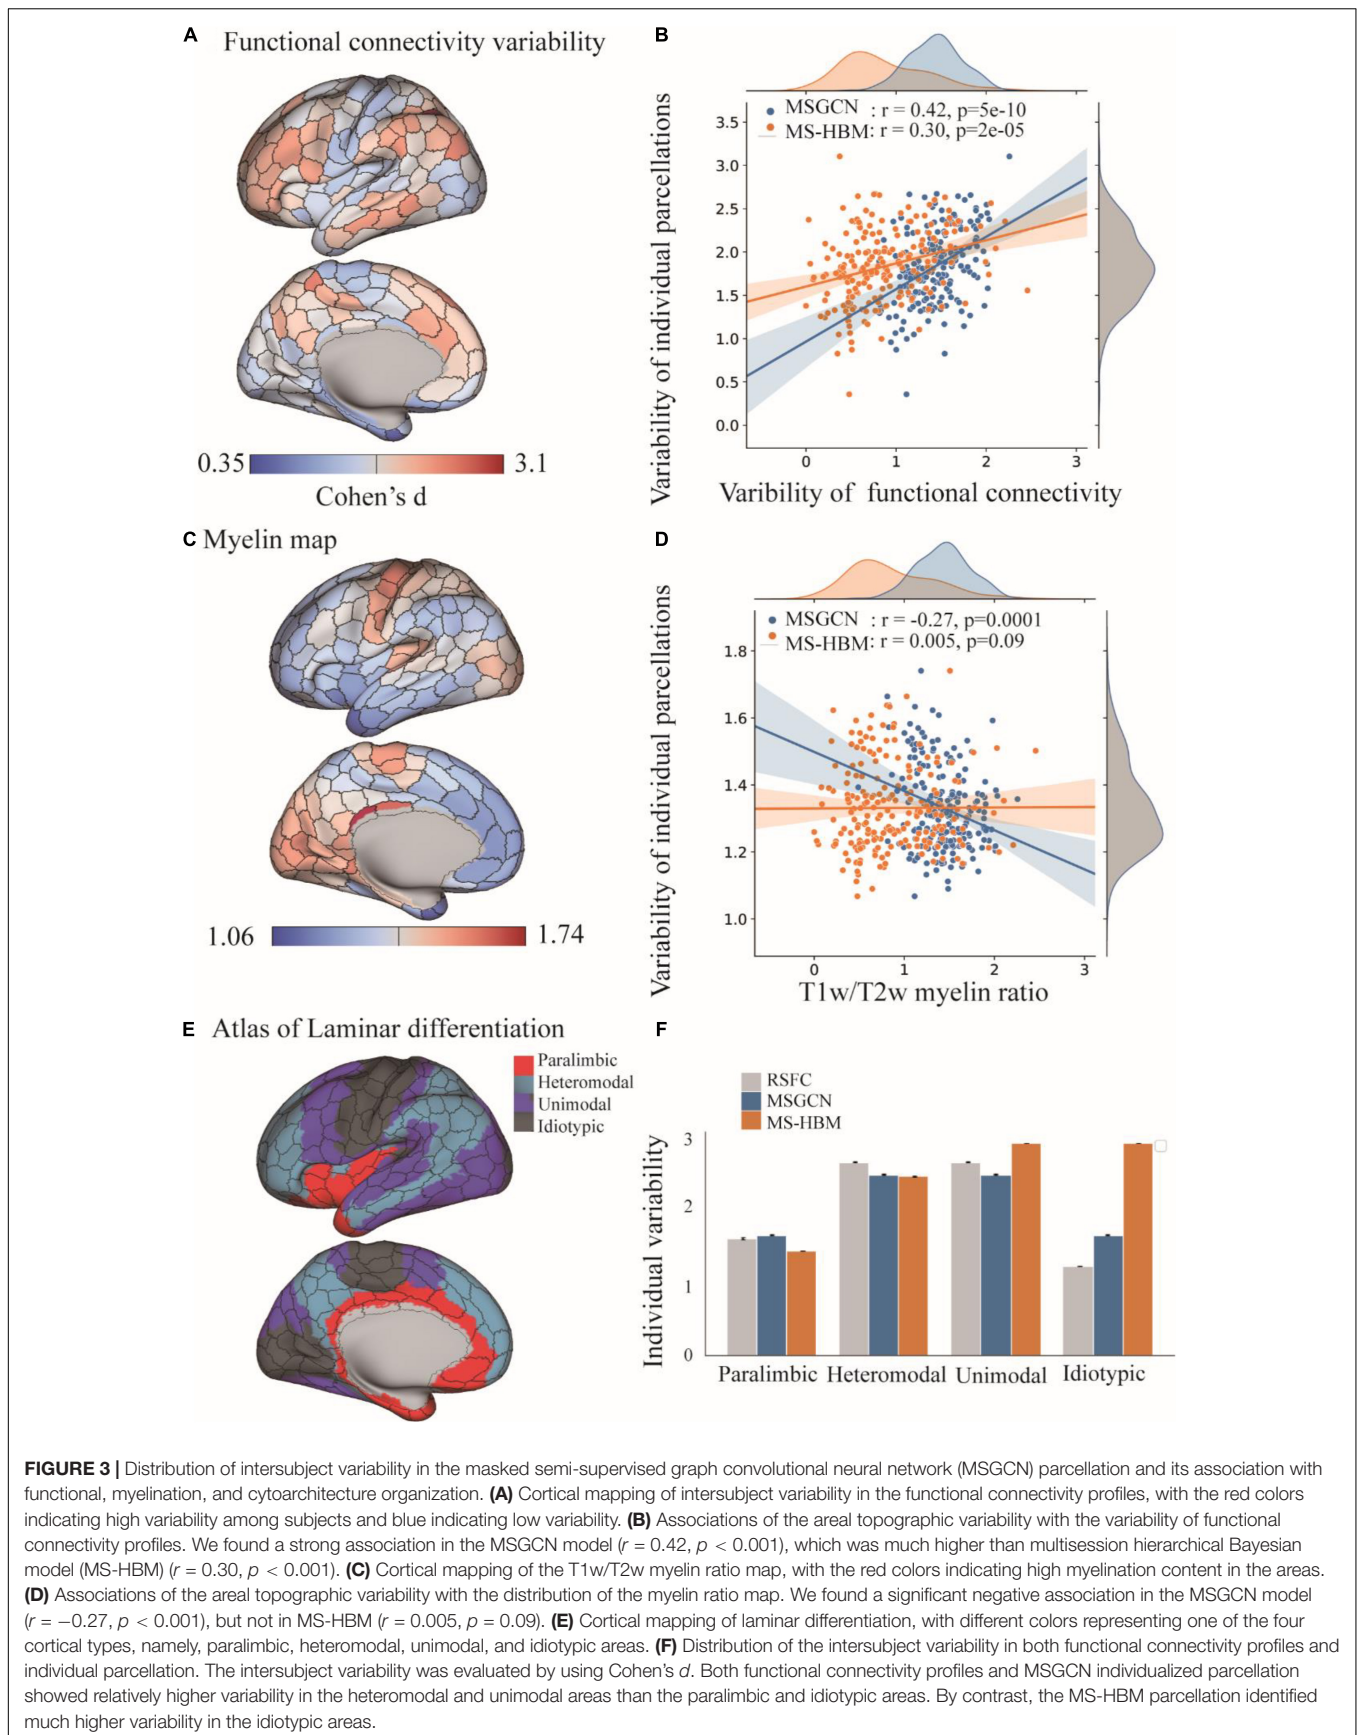 A
Functional connectivity variability
0.35
3.1
Cohen's d
B
MSGCN : r = 0.42, p=5e-10
MS-HBM: r = 0.30, p=2e-05
Variability of individual parcellations
3.5
3.0
2.5
2.0
1.5
1.0
0.5
0.0
0 1 2 3
Varibility of functional connectivity
C Myelin map
1.06
1.74
D
MSGCN : r = -0.27, p=0.0001
MS-HBM: r = 0.005, p=0.09
Variability of individual parcellations
1.8
1.6
1.4
1.2
1.0
0 1 2 3
T1w/T2w myelin ratio
E Atlas of Laminar differentiation
Paralimbic
Heteromodal
Unimodal
Idiotypic
F
RSFC
MSGCN
MS-HBM
Individual variability
3
2
1
0
Paralimbic Heteromodal Unimodal Idiotypic
FIGURE 3 | Distribution of intersubject variability in the masked semi-supervised graph convolutional neural network (MSGCN) parcellation and its association with
functional, myelination, and cytoarchitecture organization. (A) Cortical mapping of intersubject variability in the functional connectivity profiles, with the red colors
indicating high variability among subjects and blue indicating low variability. (B) Associations of the areal topographic variability with the variability of functional
connectivity profiles. We found a strong association in the MSGCN model (r = 0.42, p < 0.001), which was much higher than multisession hierarchical Bayesian
model (MS-HBM) (r = 0.30, p < 0.001). (C) Cortical mapping of the T1w/T2w myelin ratio map, with the red colors indicating high myelination content in the areas.
(D) Associations of the areal topographic variability with the distribution of the myelin ratio map. We found a significant negative association in the MSGCN model
(r = −0.27, p < 0.001), but not in MS-HBM (r = 0.005, p = 0.09). (E) Cortical mapping of laminar differentiation, with different colors representing one of the four
cortical types, namely, paralimbic, heteromodal, unimodal, and idiotypic areas. (F) Distribution of the intersubject variability in both functional connectivity profiles and
individual parcellation. The intersubject variability was evaluated by using Cohen's d. Both functional connectivity profiles and MSGCN individualized parcellation
showed relatively higher variability in the heteromodal and unimodal areas than the paralimbic and idiotypic areas. By contrast, the MS-HBM parcellation identified
much higher variability in the idiotypic areas.